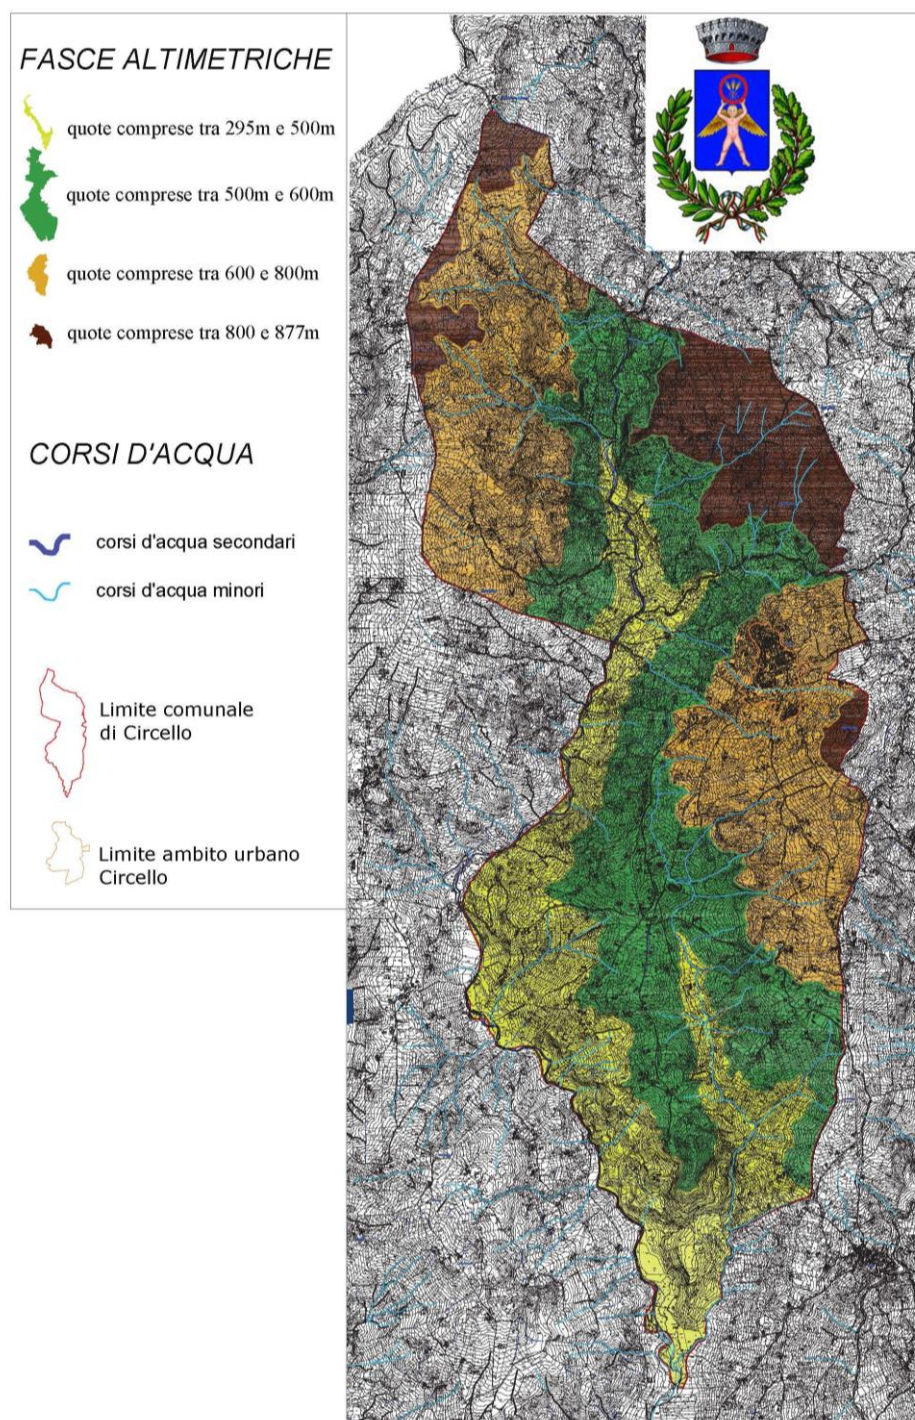 FASCE ALTIMETRICHE
quote comprese tra 295m e 500m
quote comprese tra 500m e 600m
quote comprese tra 600 e 800m
quote comprese tra 800 e 877m
CORSI D'ACQUA
corsi d'acqua secondari
corsi d'acqua minori
Limite comunale
di Circello
Limite ambito urbano
Circello